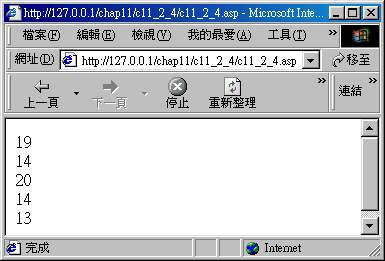 http://127.0.0.1/chap11/c11_2_4/c11_2_4.asp - Microsoft Inte...
檔案(F) 編輯(E) 檢視(V) 我的最愛(A) 工具(T) »
網址(D) http://127.0.0.1/chap11/c11_2_4/c11_2_4.asp 移至
上一頁 下一頁 停止 重新整理 » 連結 »
19
14
20
14
13
完成 Internet